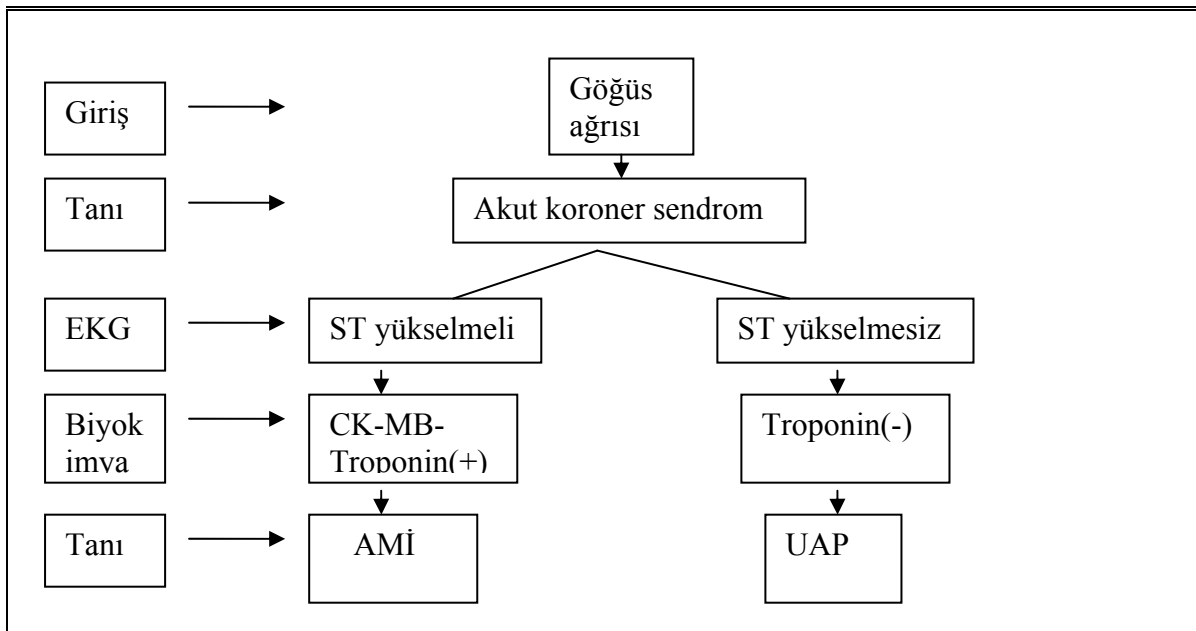 Giriş
Göğüs
ağrısı
Tanı
Akut koroner sendrom
EKG
ST yükselmeli
ST yükselmesiz
Biyok
imya
CK-MB-
Troponin(+)
Troponin(-)
Tanı
AMİ
UAP